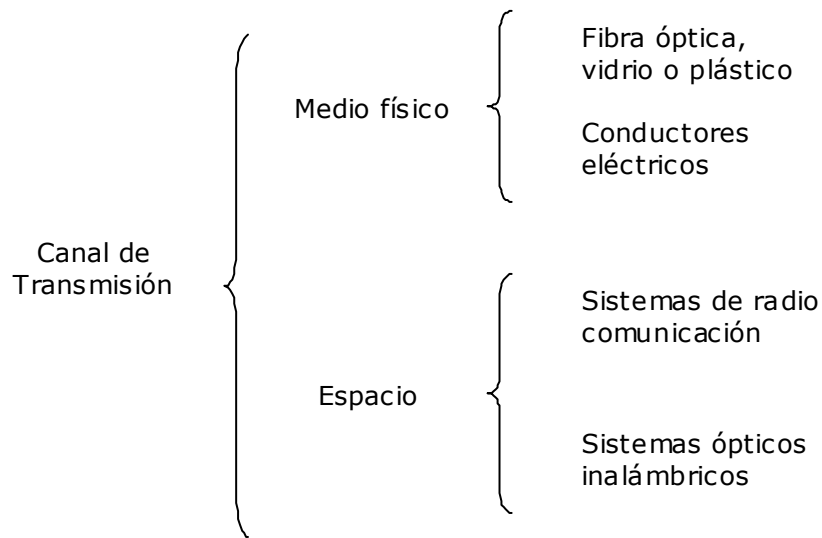 Canal de
Transmisión
Medio físico
Fibra óptica,
vidrio o plástico
Conductores
eléctricos
Espacio
Sistemas de radio
comunicación
Sistemas ópticos
inalámbricos